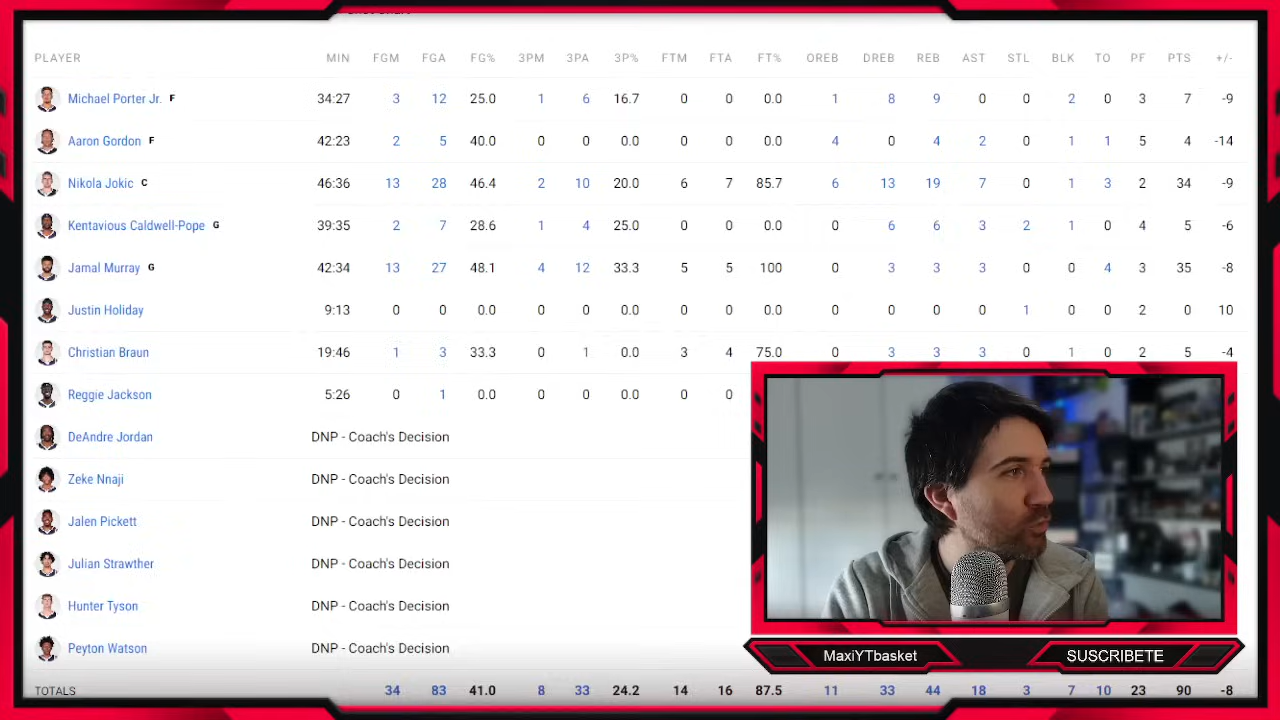 PLAYER MIN FGM FGA FG% 3PM 3PA 3P% FTM FTA FT% OREB DREB REB AST STL BLK TO PF PTS +/-
Michael Porter Jr. F 34:27 3 12 25.0 1 6 16.7 0 0 0.0 1 8 9 0 0 2 0 3 7 -9
Aaron Gordon F 42:23 2 5 40.0 0 0 0.0 0 0 0.0 4 0 4 2 0 1 1 5 4 -14
Nikola Jokic C 46:36 13 28 46.4 2 10 20.0 6 7 85.7 6 13 19 7 0 1 3 2 34 -9
Kentavious Caldwell-Pope G 39:35 2 7 28.6 1 4 25.0 0 0 0.0 0 6 6 3 2 1 0 4 5 -6
Jamal Murray G 42:34 13 27 48.1 4 12 33.3 5 5 100 0 3 3 3 0 0 4 3 35 -8
Justin Holiday 9:13 0 0 0.0 0 0 0.0 0 0 0.0 0 0 0 0 1 0 0 2 0 10
Christian Braun 19:46 1 3 33.3 0 1 0.0 3 4 75.0 0 3 3 3 0 1 0 2 5 -4
Reggie Jackson 5:26 0 1 0.0 0 0 0.0 0 0
DeAndre Jordan DNP - Coach's Decision
Zeke Nnaji DNP - Coach's Decision
Jalen Pickett DNP - Coach's Decision
Julian Strawther DNP - Coach's Decision
Hunter Tyson DNP - Coach's Decision
Peyton Watson DNP - Coach's Decision
MaxiYTbasket SUSCRIBETE
TOTALS 34 83 41.0 8 33 24.2 14 16 87.5 11 33 44 18 3 7 10 23 90 -8